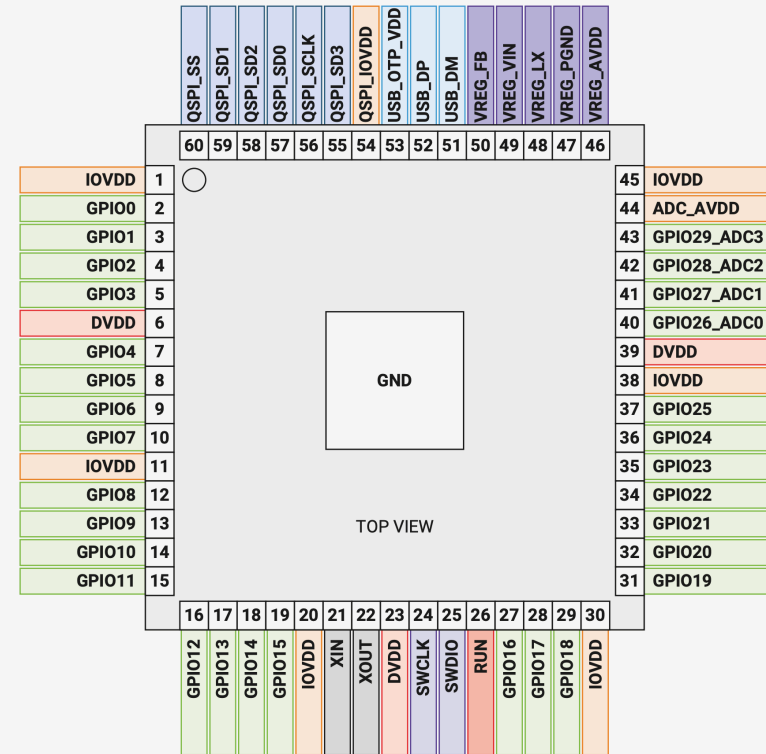 QSPI_SS
QSPI_SD1
QSPI_SD2
QSPI_SD0
QSPI_SCLK
QSPI_SD3
QSPI_IOVDD
USB_OTP_VDD
USB_DP
USB_DM
VREG_FB
VREG_VIN
VREG_LX
VREG_PGND
VREG_AVDD
60 59 58 57 56 55 54 53 52 51 50 49 48 47 46
IOVDD 1
GPIO0 2
GPIO1 3
GPIO2 4
GPIO3 5
DVDD 6
GPIO4 7
GPIO5 8
GPIO6 9
GPIO7 10
IOVDD 11
GPIO8 12
GPIO9 13
GPIO10 14
GPIO11 15
GND
TOP VIEW
45 IOVDD
44 ADC_AVDD
43 GPIO29_ADC3
42 GPIO28_ADC2
41 GPIO27_ADC1
40 GPIO26_ADC0
39 DVDD
38 IOVDD
37 GPIO25
36 GPIO24
35 GPIO23
34 GPIO22
33 GPIO21
32 GPIO20
31 GPIO19
16 17 18 19 20 21 22 23 24 25 26 27 28 29 30
GPIO12
GPIO13
GPIO14
GPIO15
IOVDD
XIN
XOUT
DVDD
SWCLK
SWDIO
RUN
GPIO16
GPIO17
GPIO18
IOVDD